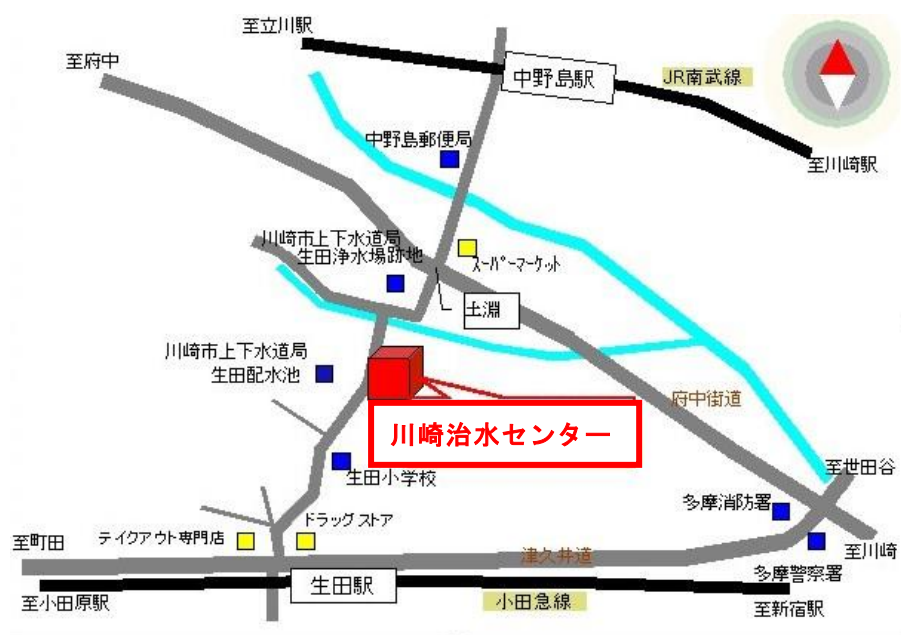 至立川駅
至府中
中野島駅
JR南武線
中野島郵便局
至川崎駅
川崎市上下水道局
生田浄水場跡地
スーパーマーケット
土淵
川崎市上下水道局
生田配水池
府中街道
川崎治水センター
至世田谷
生田小学校
多摩消防署
ドラッグストア
テイクアウト専門店
至町田
津久井道
至川崎
多摩警察署
生田駅
至小田原駅
小田急線
至新宿駅